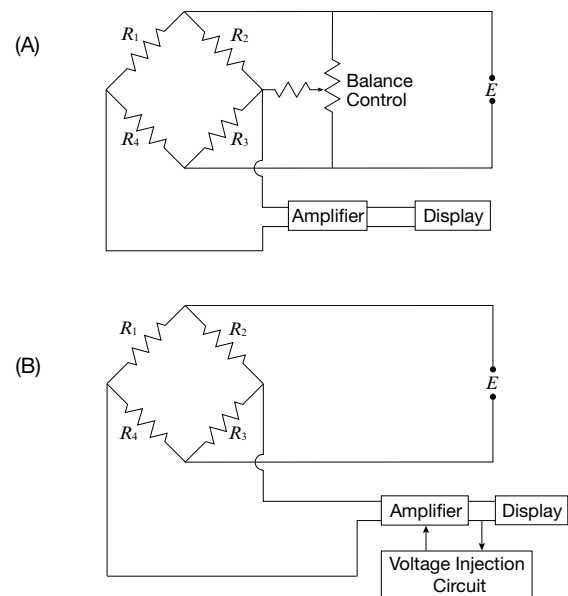 (A)
R1
R2
Balance
Control
E
R4
R3
Amplifier
Display
(B)
R1
R2
E
R4
R3
Amplifier
Display
Voltage Injection
Circuit